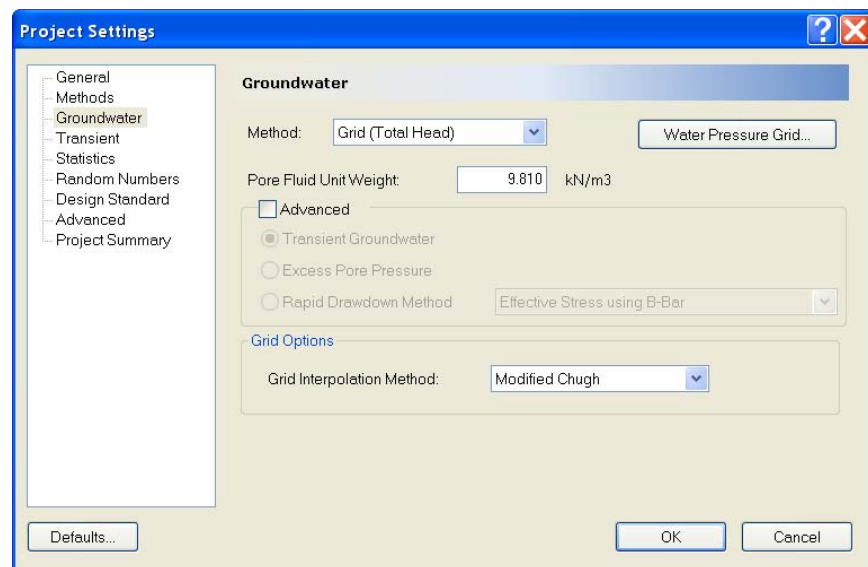 Project Settings
General
Methods
Groundwater
Transient
Statistics
Random Numbers
Design Standard
Advanced
Project Summary
Groundwater
Method: Grid (Total Head) Water Pressure Grid...
Pore Fluid Unit Weight: 9.810 kN/m3
Advanced
Transient Groundwater
Excess Pore Pressure
Rapid Drawdown Method Effective Stress using B-Bar
Grid Options
Grid Interpolation Method: Modified Chugh
Defaults... OK Cancel